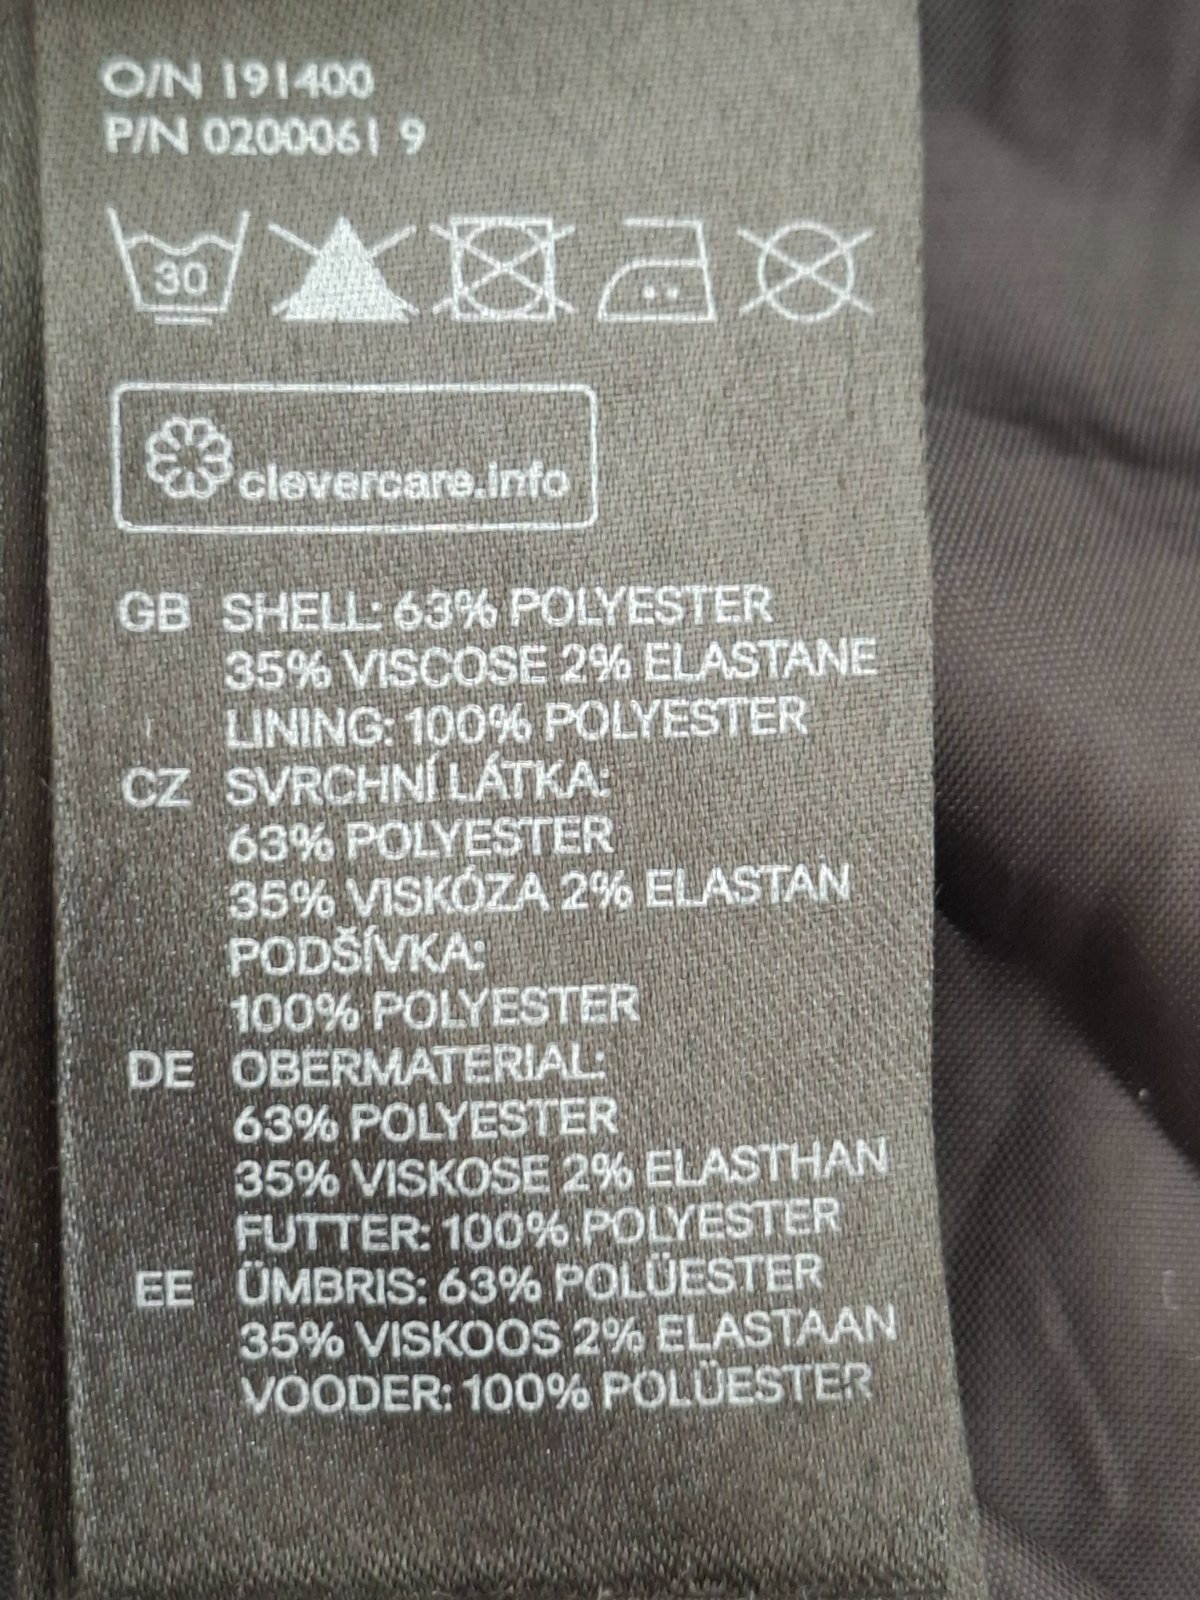 O/N 191400
P/N 0200061 9
30
clevercare.info
GB SHELL: 63% POLYESTER
35% VISCOSE 2% ELASTANE
LINING: 100% POLYESTER
CZ SVRCHNÍ LÁTKA:
63% POLYESTER
35% VISKÓZA 2% ELASTAN
PODŠÍVKA:
100% POLYESTER
DE OBERMATERIAL:
63% POLYESTER
35% VISKOSE 2% ELASTHAN
FUTTER: 100% POLYESTER
EE ÜMBRIS: 63% POLÜESTER
35% VISKOOS 2% ELASTAAN
VOODER: 100% POLÜESTER